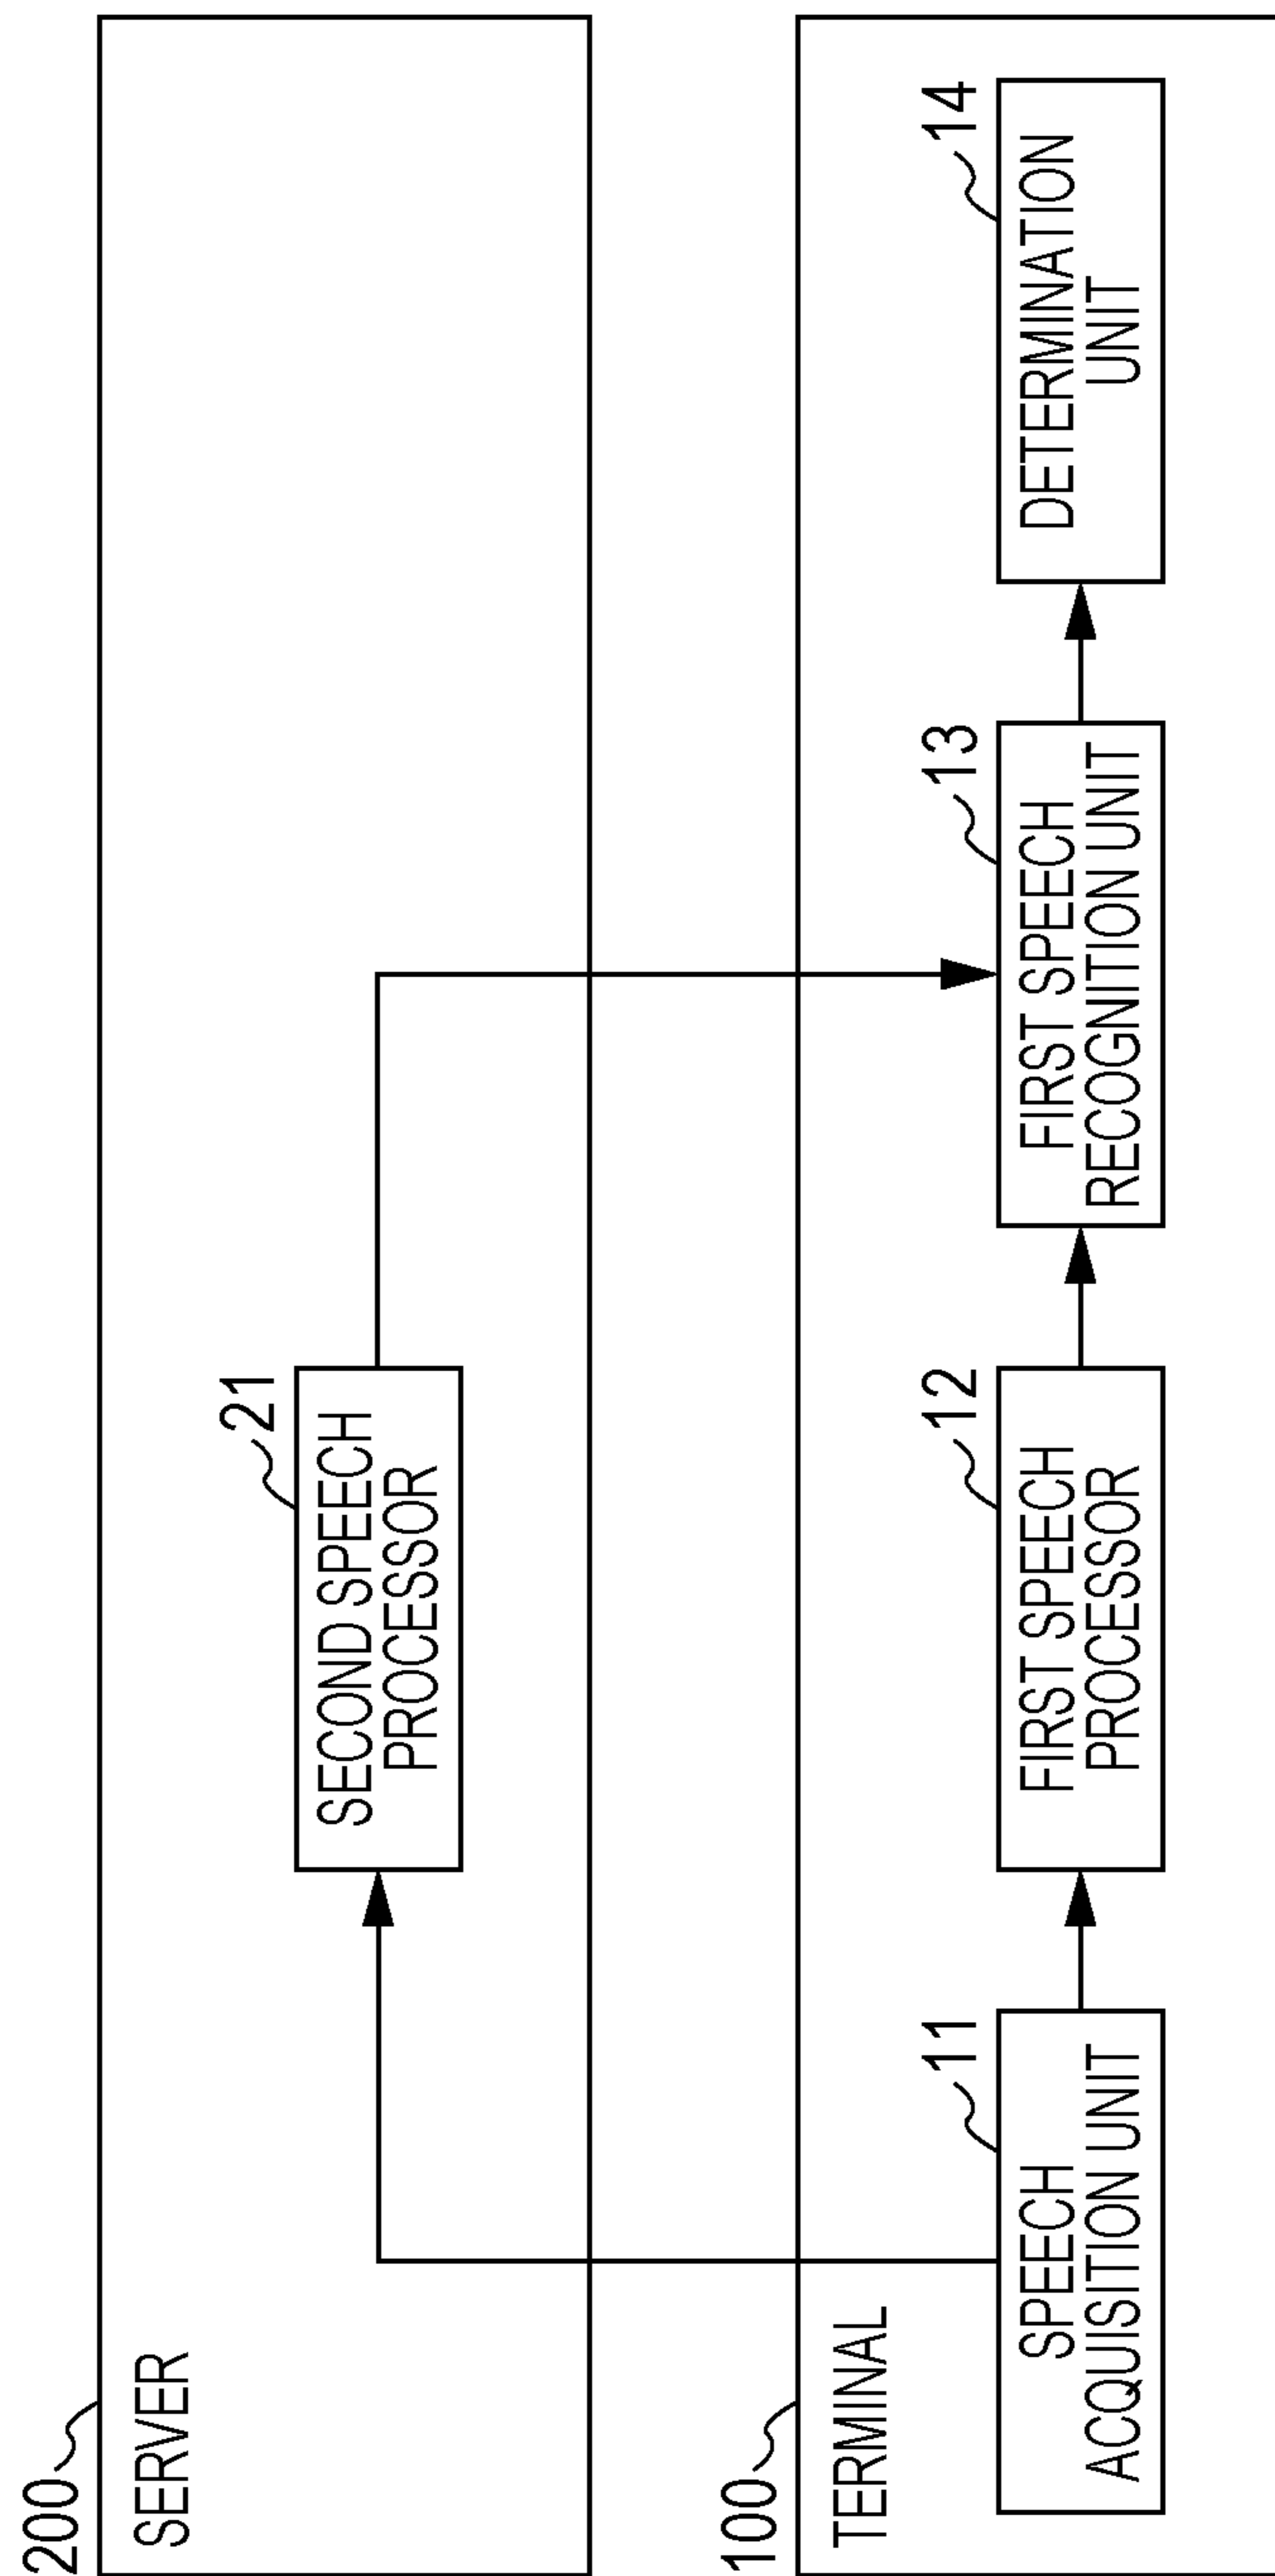 200
SERVER
21
SECOND SPEECH
PROCESSOR
100
TERMINAL
11
SPEECH
ACQUISITION UNIT
12
FIRST SPEECH
PROCESSOR
13
FIRST SPEECH
RECOGNITION UNIT
14
DETERMINATION
UNIT